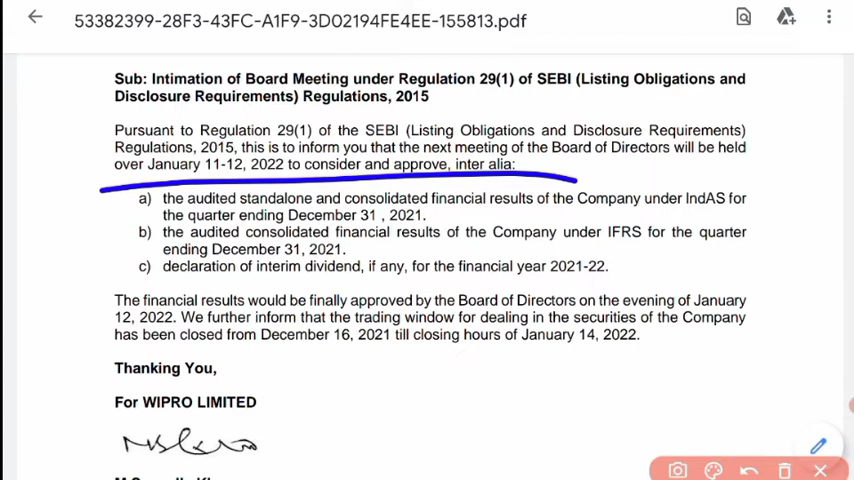 53382399-28F3-43FC-A1F9-3D02194FE4EE-155813.pdf
Sub: Intimation of Board Meeting under Regulation 29(1) of SEBI (Listing Obligations and
Disclosure Requirements) Regulations, 2015
Pursuant to Regulation 29(1) of the SEBI (Listing Obligations and Disclosure Requirements)
Regulations, 2015, this is to inform you that the next meeting of the Board of Directors will be held
over January 11-12, 2022 to consider and approve, inter alia:
a) the audited standalone and consolidated financial results of the Company under IndAS for
the quarter ending December 31 , 2021.
b) the audited consolidated financial results of the Company under IFRS for the quarter
ending December 31, 2021.
c) declaration of interim dividend, if any, for the financial year 2021-22.
The financial results would be finally approved by the Board of Directors on the evening of January
12, 2022. We further inform that the trading window for dealing in the securities of the Company
has been closed from December 16, 2021 till closing hours of January 14, 2022.
Thanking You,
For WIPRO LIMITED